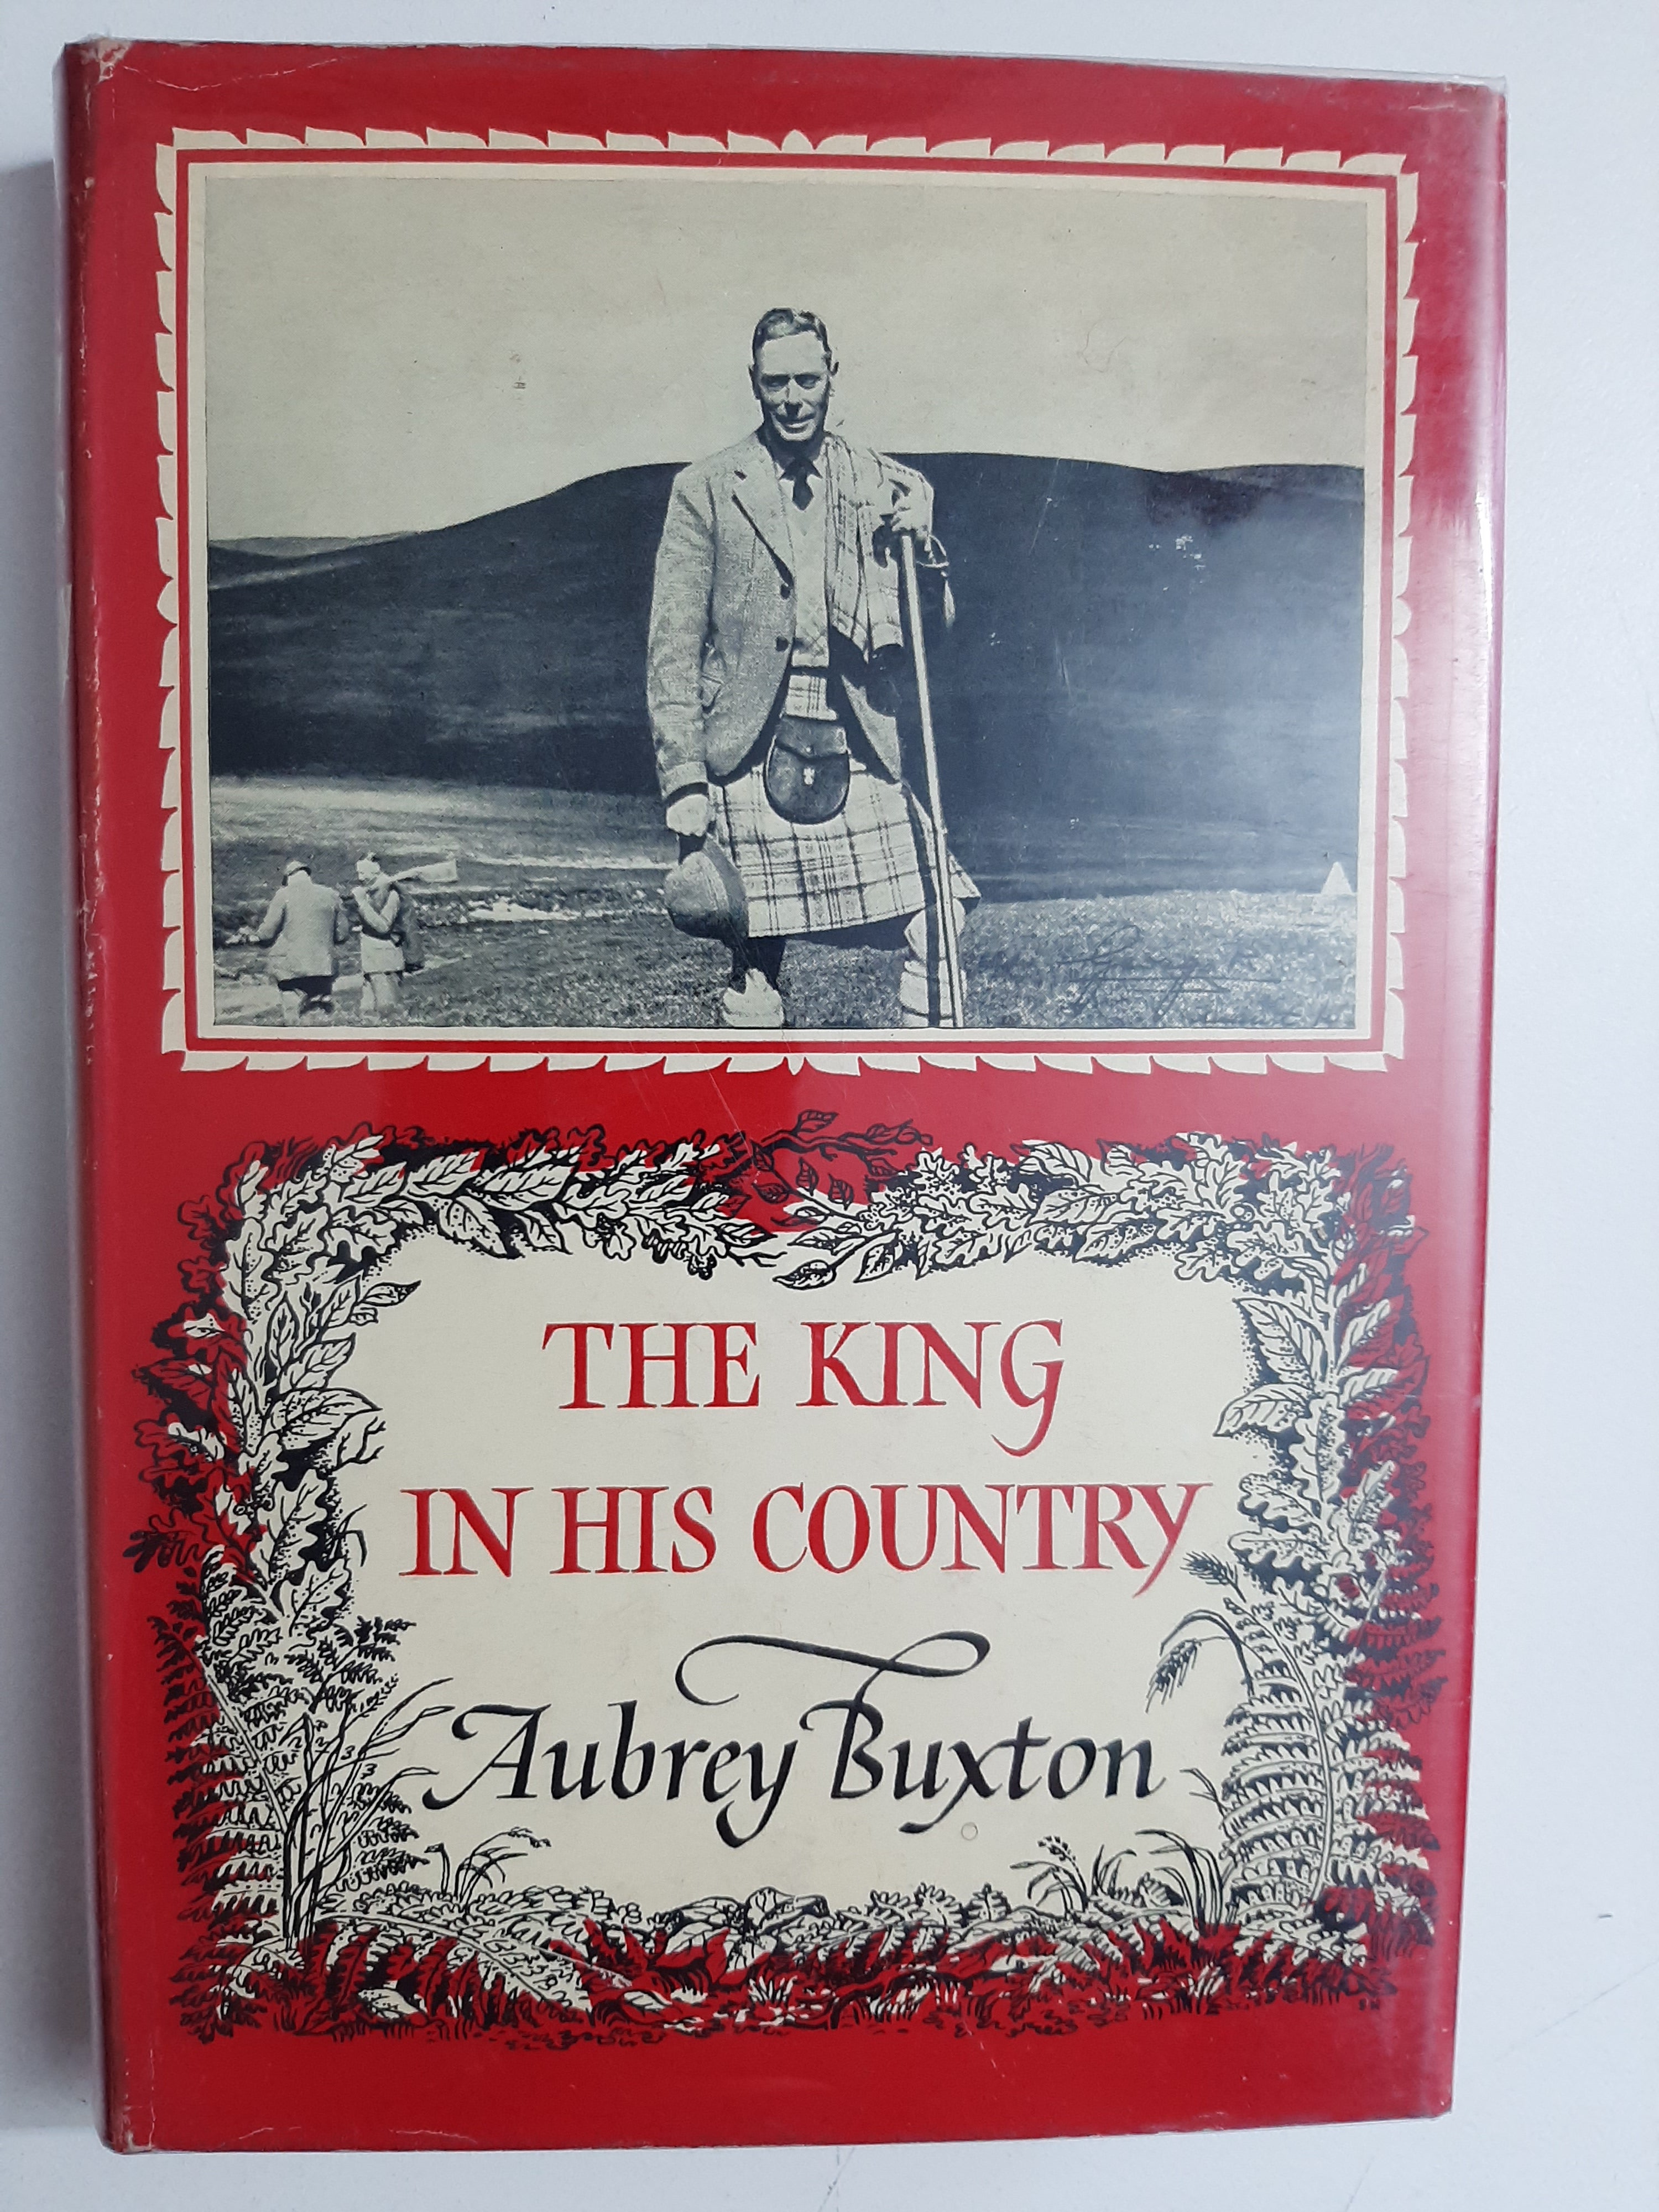 THE KING
IN HIS COUNTRY
Aubrey Buxton